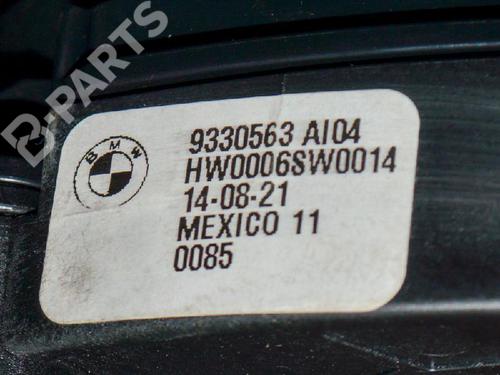 B-PARTS
BMW
9330563 AI04
HW0006SW0014
14-08-21
MEXICO 11
0085